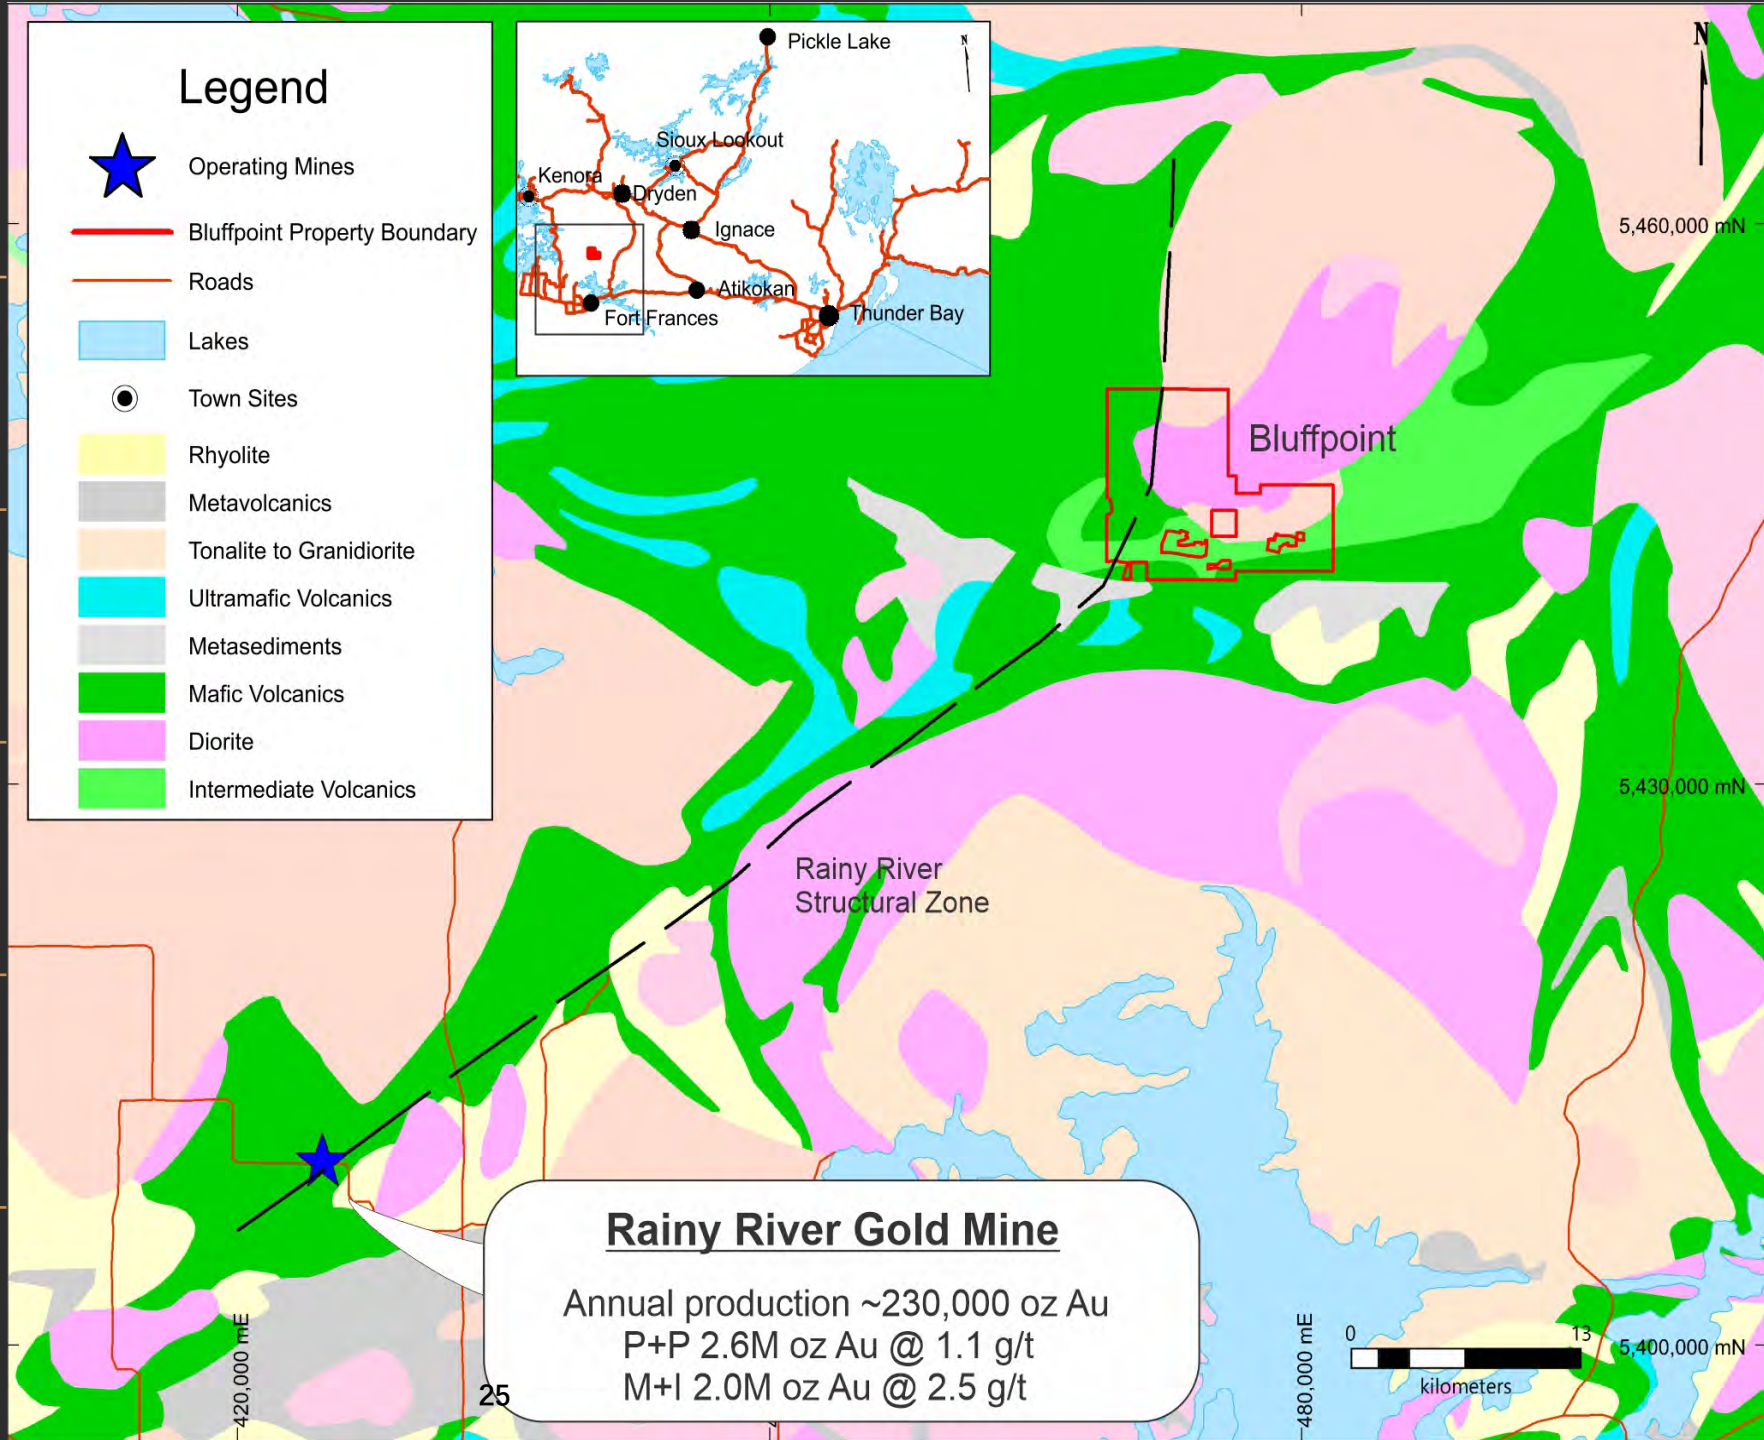 Legend
Operating Mines
Bluffpoint Property Boundary
Roads
Lakes
Town Sites
Rhyolite
Metavolcanics
Tonalite to Granidiorite
Ultramafic Volcanics
Metasediments
Mafic Volcanics
Diorite
Intermediate Volcanics
N
Pickle Lake
Sioux Lookout
Kenora
Dryden
Ignace
Atikokan
Fort Frances
Thunder Bay
N
5,460,000 mN
Bluffpoint
5,430,000 mN
Rainy River
Structural Zone
Rainy River Gold Mine
Annual production ~230,000 oz Au
P+P 2.6M oz Au @ 1.1 g/t
M+I 2.0M oz Au @ 2.5 g/t
25
420,000 mE
480,000 mE
0 13
kilometers
5,400,000 mN